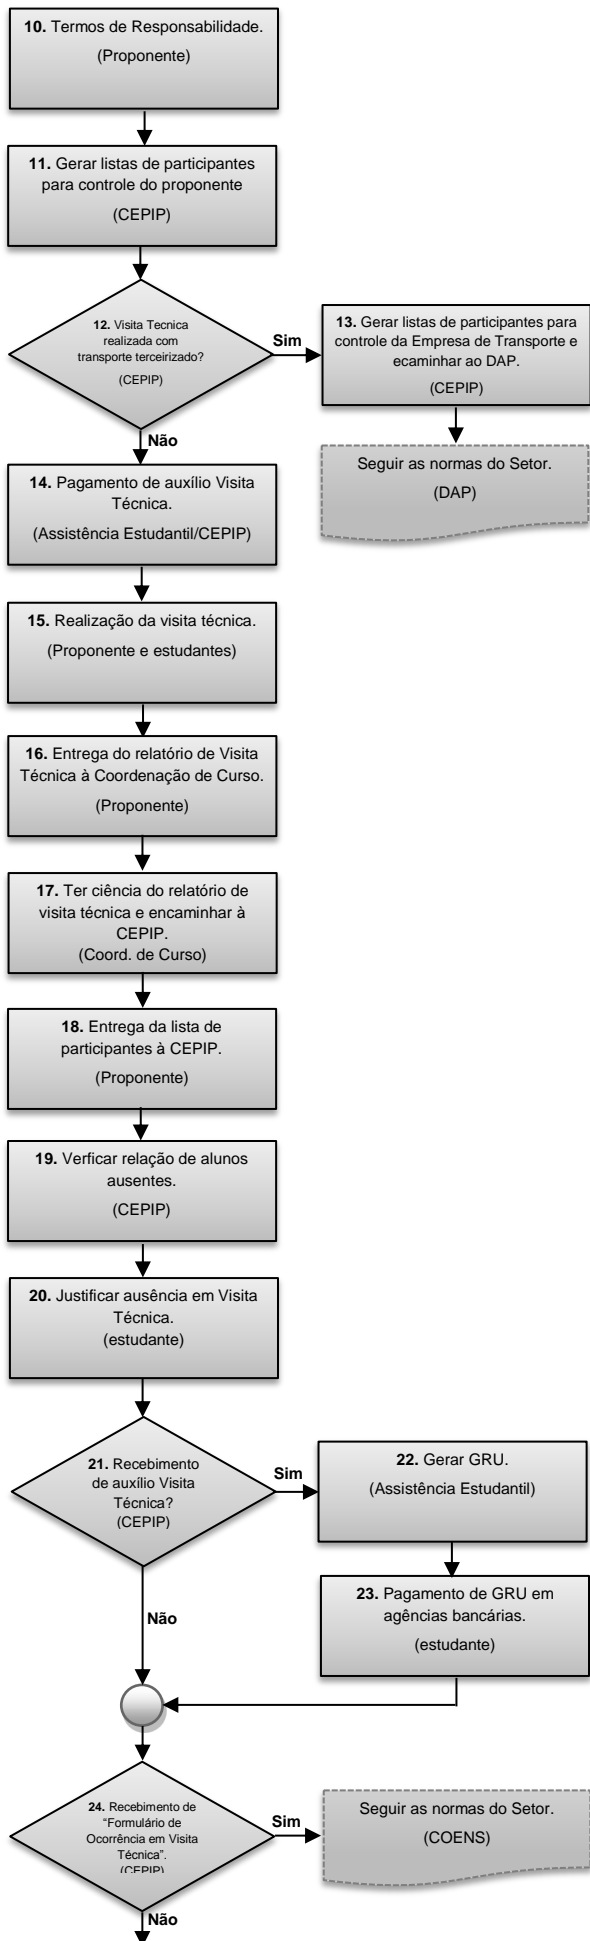 10. Termos de Responsabilidade.
(Proponente)
11. Gerar listas de participantes
para controle do proponente
(CEPIP)
12. Visita Tecnica
realizada com
transporte terceirizado?
(CEPIP)
Sim
13. Gerar listas de participantes para
controle da Empresa de Transporte e
ecaminhar ao DAP.
(CEPIP)
Não
Seguir as normas do Setor.
(DAP)
14. Pagamento de auxílio Visita
Técnica.
(Assistência Estudantil/CEPIP)
15. Realização da visita técnica.
(Proponente e estudantes)
16. Entrega do relatório de Visita
Técnica à Coordenação de Curso.
(Proponente)
17. Ter ciência do relatório de
visita técnica e encaminhar à
CEPIP.
(Coord. de Curso)
18. Entrega da lista de
participantes à CEPIP.
(Proponente)
19. Verficar relação de alunos
ausentes.
(CEPIP)
20. Justificar ausência em Visita
Técnica.
(estudante)
21. Recebimento
de auxílio Visita
Técnica?
(CEPIP)
Sim
22. Gerar GRU.
(Assistência Estudantil)
23. Pagamento de GRU em
agências bancárias.
(estudante)
Não
24. Recebimento de
"Formulário de
Ocorrência em Visita
Técnica".
(CEPIP)
Sim
Seguir as normas do Setor.
(COENS)
Não